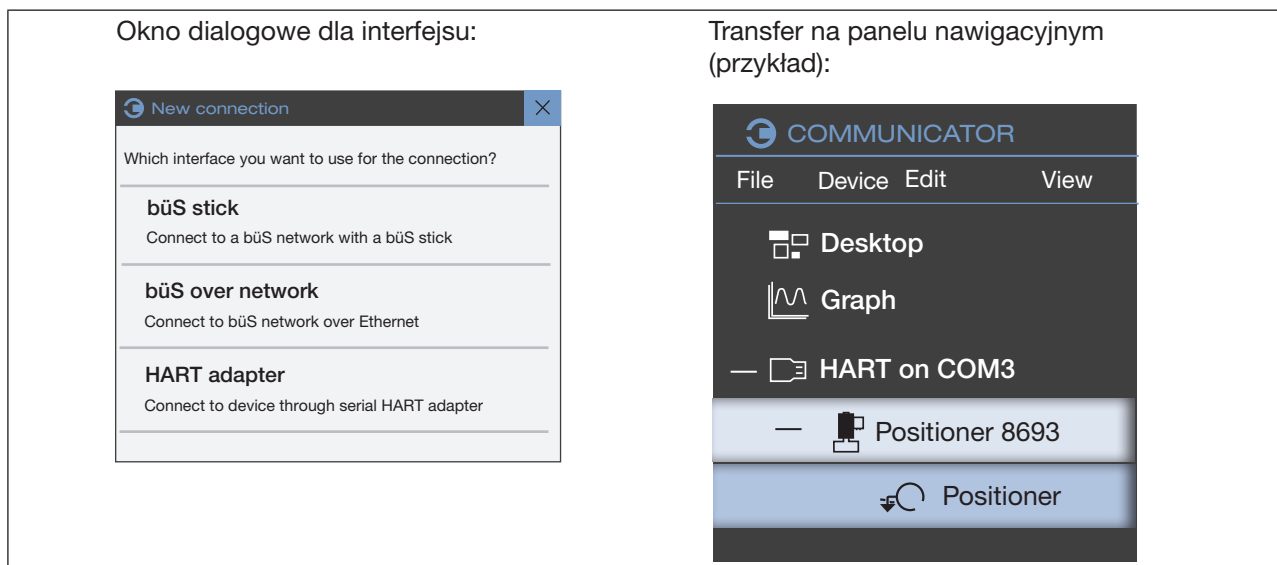 Okno dialogowe dla interfejsu:
New connection
Which interface you want to use for the connection?
büS stick
Connect to a büS network with a büS stick
büS over network
Connect to büS network over Ethernet
HART adapter
Connect to device through serial HART adapter
Transfer na panelu nawigacyjnym
(przykład):
COMMUNICATOR
File Device Edit View
Desktop
Graph
HART on COM3
Positioner 8693
Positioner